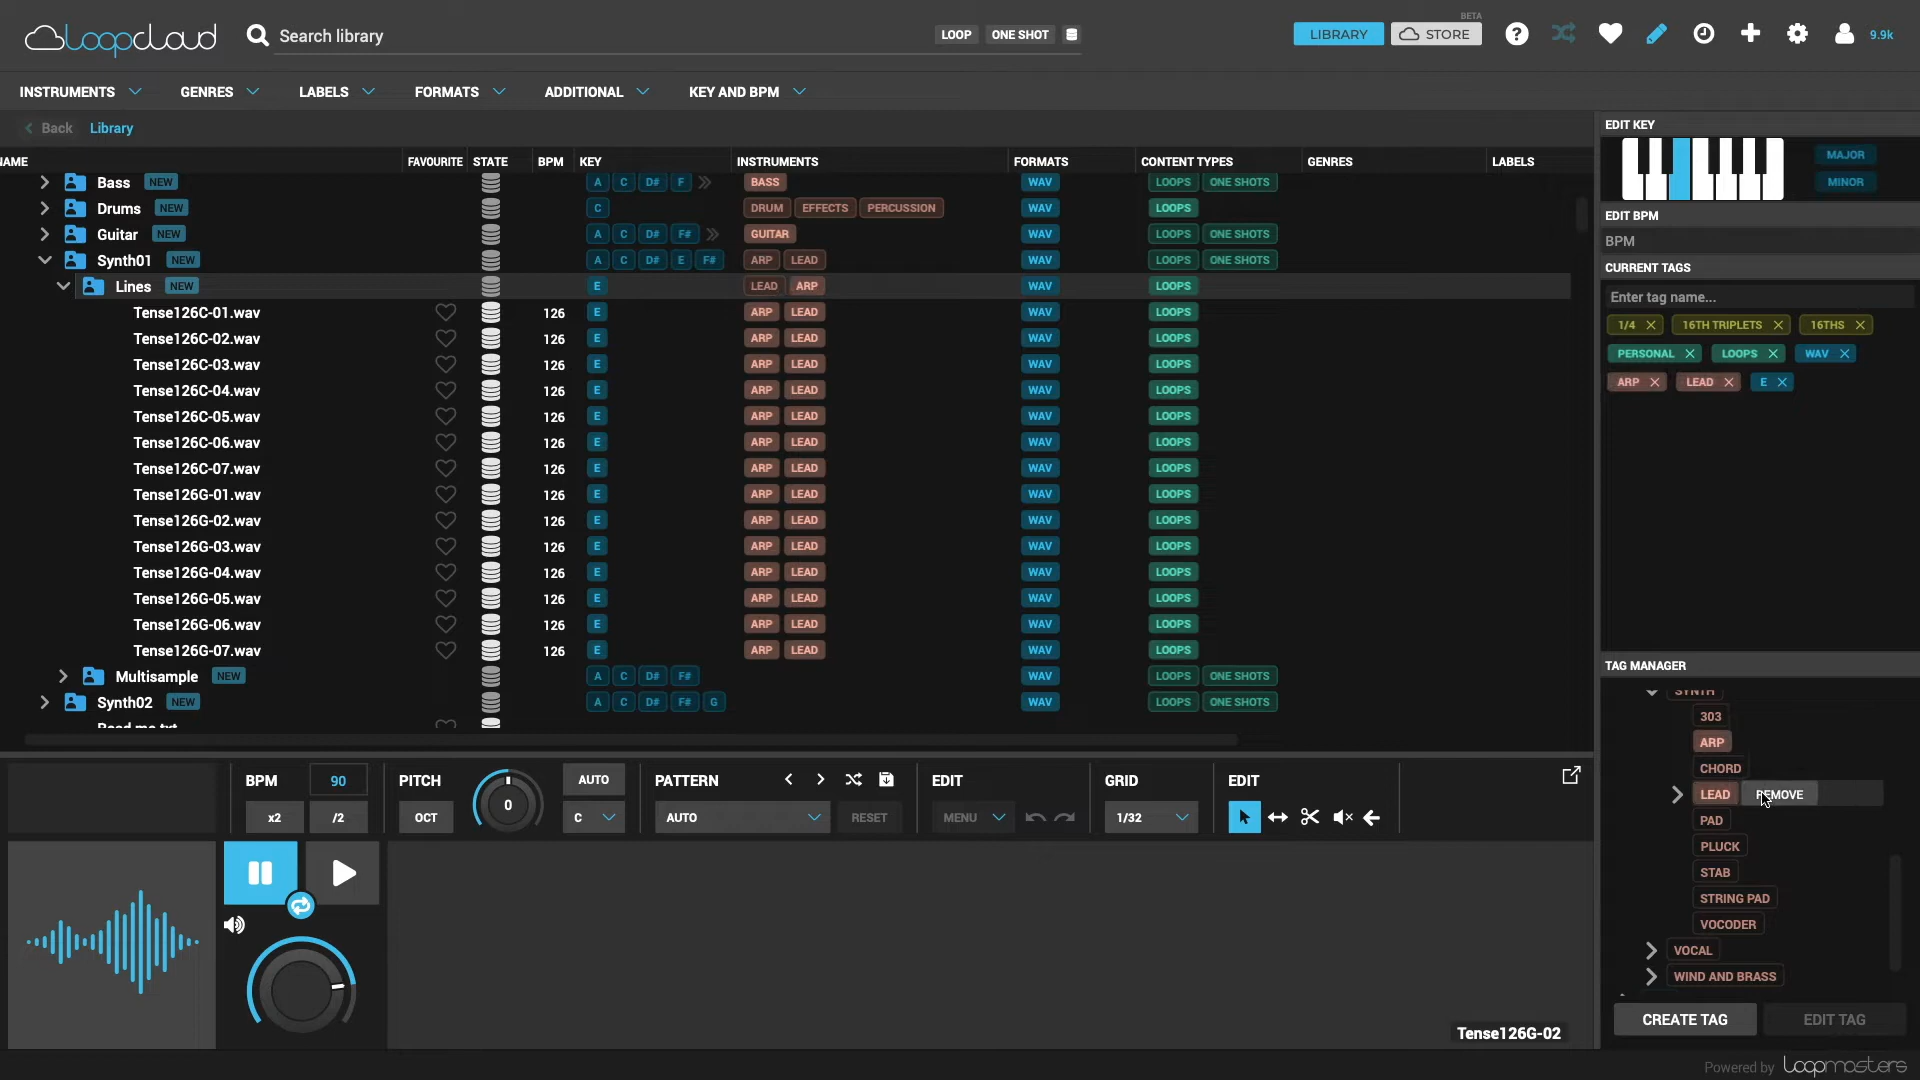 Loopcloud
Search library
LOOP
ONE SHOT
LIBRARY
STORE
BETA
9.9k
INSTRUMENTS
GENRES
LABELS
FORMATS
ADDITIONAL
KEY AND BPM
Back
Library
NAME FAVOURITE STATE BPM KEY INSTRUMENTS FORMATS CONTENT TYPES GENRES LABELS
Bass NEW A C D# F BASS WAV LOOPS ONE SHOTS
Drums NEW C DRUM EFFECTS PERCUSSION WAV LOOPS
Guitar NEW A C D# F# GUITAR WAV LOOPS ONE SHOTS
Synth01 NEW A C D# E F# ARP LEAD WAV LOOPS ONE SHOTS
Lines NEW E LEAD ARP WAV LOOPS
Tense126C-01.wav 126 E ARP LEAD WAV LOOPS
Tense126C-02.wav 126 E ARP LEAD WAV LOOPS
Tense126C-03.wav 126 E ARP LEAD WAV LOOPS
Tense126C-04.wav 126 E ARP LEAD WAV LOOPS
Tense126C-05.wav 126 E ARP LEAD WAV LOOPS
Tense126C-06.wav 126 E ARP LEAD WAV LOOPS
Tense126C-07.wav 126 E ARP LEAD WAV LOOPS
Tense126G-01.wav 126 E ARP LEAD WAV LOOPS
Tense126G-02.wav 126 E ARP LEAD WAV LOOPS
Tense126G-03.wav 126 E ARP LEAD WAV LOOPS
Tense126G-04.wav 126 E ARP LEAD WAV LOOPS
Tense126G-05.wav 126 E ARP LEAD WAV LOOPS
Tense126G-06.wav 126 E ARP LEAD WAV LOOPS
Tense126G-07.wav 126 E ARP LEAD WAV LOOPS
Multisample NEW A C D# F# WAV LOOPS ONE SHOTS
Synth02 NEW A C D# F# G WAV LOOPS ONE SHOTS
Read me.txt
EDIT KEY
MAJOR
MINOR
EDIT BPM
BPM
CURRENT TAGS
Enter tag name...
1/4 16TH TRIPLETS 16THS
PERSONAL LOOPS WAV
ARP LEAD E
TAG MANAGER
SYNTH
303
ARP
CHORD
LEAD REMOVE
PAD
PLUCK
STAB
STRING PAD
VOCODER
VOCAL
WIND AND BRASS
CREATE TAG EDIT TAG
BPM 90
x2 /2
PITCH
OCT
0
AUTO
C
PATTERN
AUTO
RESET
EDIT
MENU
GRID
1/32
EDIT
Tense126G-02
Powered by Loopmasters